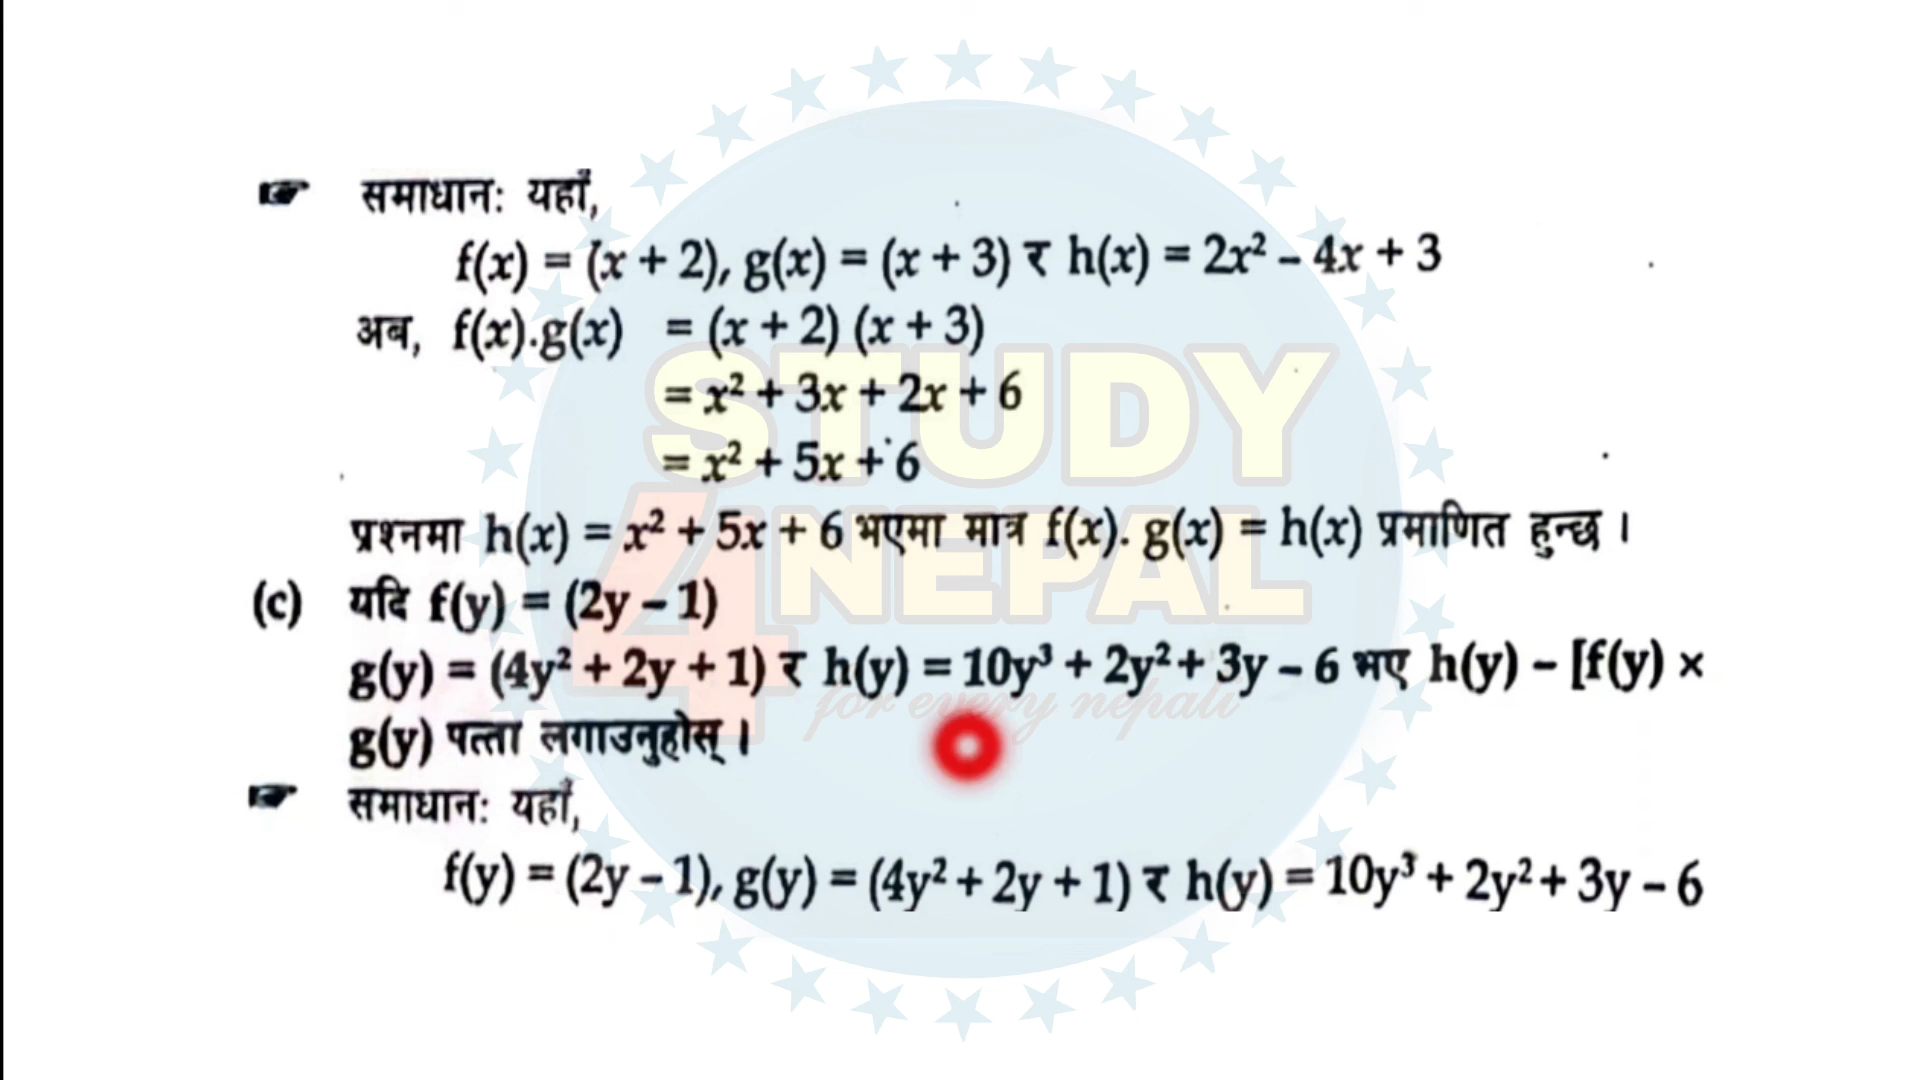 ☛ समाधान: यहाँ,
f(x) = (x + 2), g(x) = (x + 3) र h(x) = 2x² – 4x + 3
अब, f(x).g(x) = (x + 2) (x + 3)
= x² + 3x + 2x + 6
= x² + 5x + 6
प्रश्नमा h(x) = x² + 5x + 6 भएमा मात्र f(x). g(x) = h(x) प्रमाणित हुन्छ ।
(c) यदि f(y) = (2y – 1)
g(y) = (4y² + 2y + 1) र h(y) = 10y³ + 2y² + 3y – 6 भए h(y) – [f(y) ×
g(y) पत्ता लगाउनुहोस् ।
☛ समाधान: यहाँ,
f(y) = (2y – 1), g(y) = (4y² + 2y + 1) र h(y) = 10y³ + 2y² + 3y – 6
STUDY
4 NEPAL
for every nepali